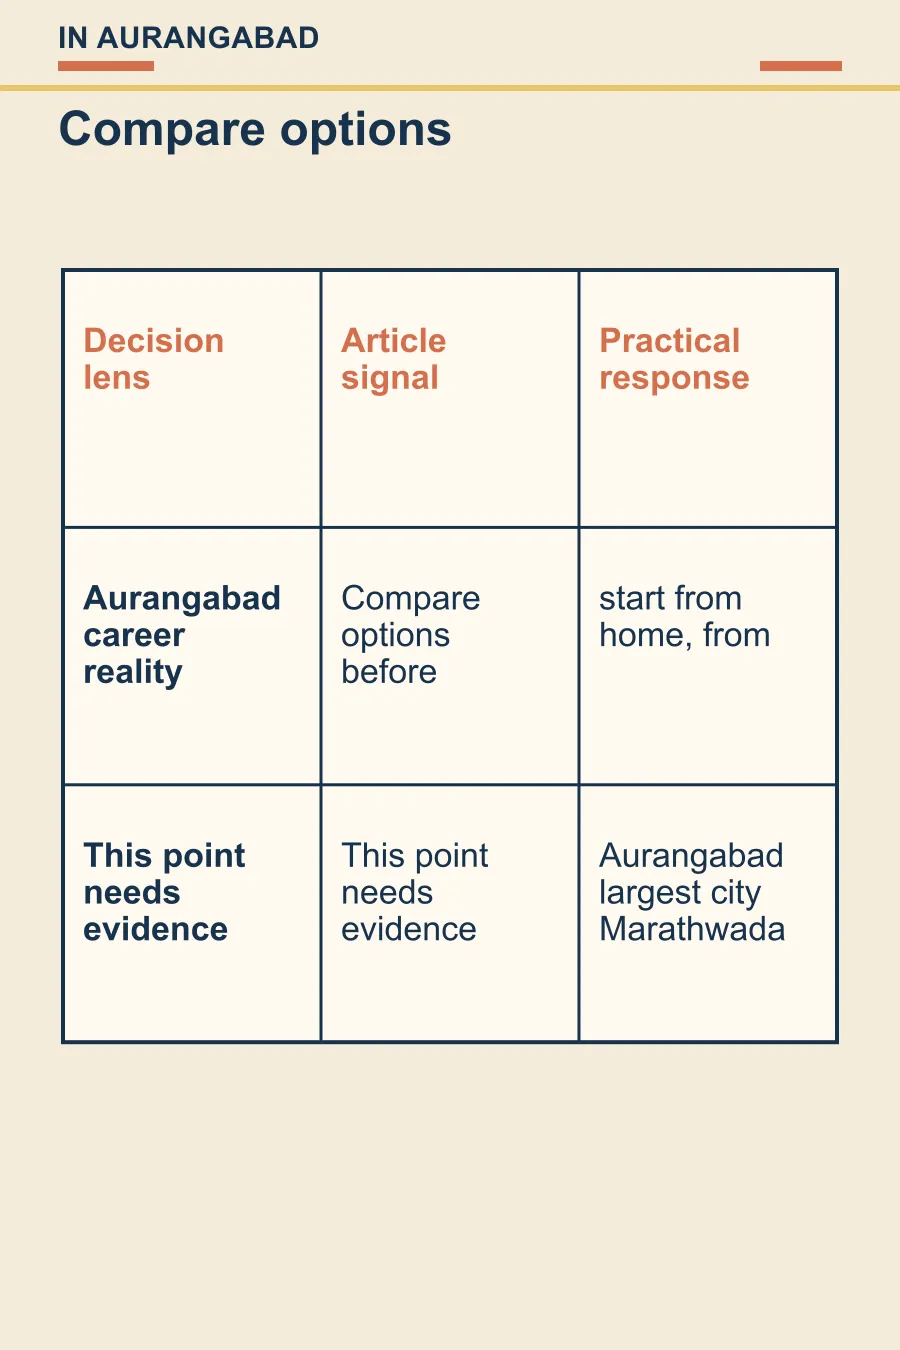 IN AURANGABAD
Compare options
Decision
lens
Article
signal
Practical
response
Aurangabad
career
reality
Compare
options
before
start from
home, from
This point
needs
evidence
This point
needs
evidence
Aurangabad
largest city
Marathwada